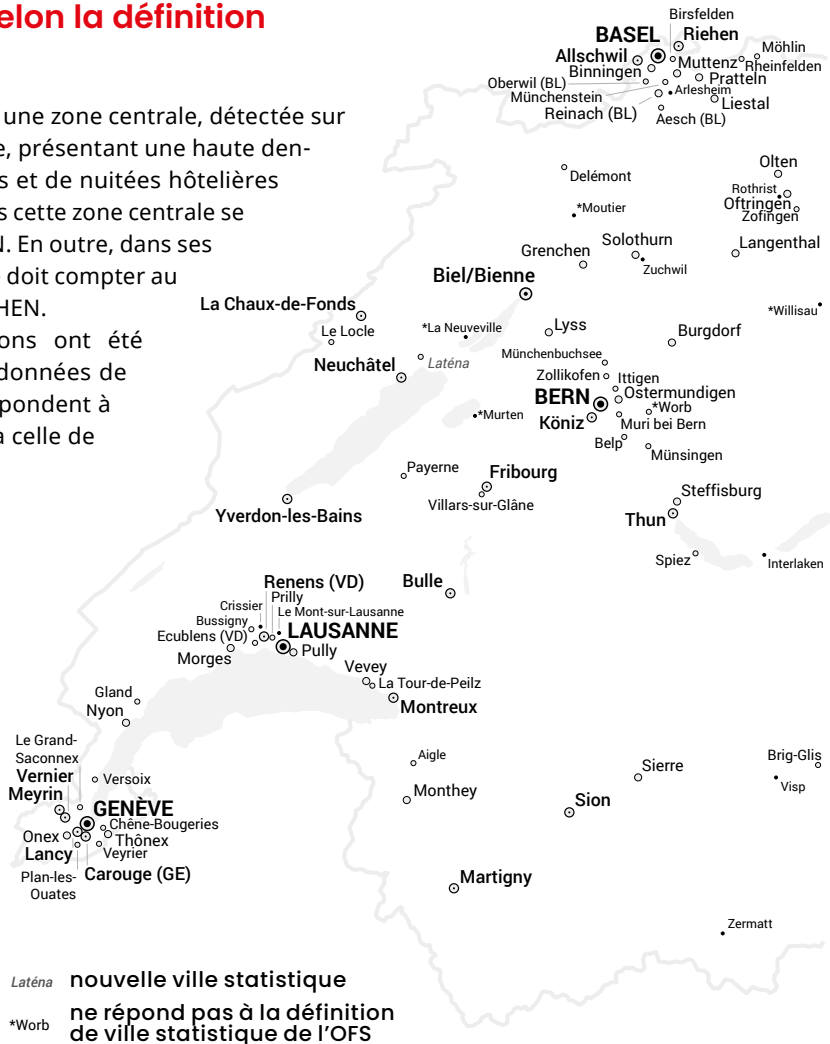 elon la définition
une zone centrale, détectée sur
e, présentant une haute den-
s et de nuitées hôtelières
s cette zone centrale se
N. En outre, dans ses
doit compter au
HEN.
ons ont été
données de
pondent à
a celle de
Birsfelden
BASEL
Riehen
Allschwil
Möhlin
Muttenz
Rheinfelden
Binningen
Pratteln
Oberwil (BL)
Arlesheim
Münchenstein
Liestal
Reinach (BL)
Aesch (BL)
Delémont
Olten
Rothrist
Oftringen
Zofingen
*Moutier
Solothurn
Langenthal
Grenchen
Zuchwil
Biel/Bienne
La Chaux-de-Fonds
*Willisau
Le Locle
*La Neuveville
Lyss
Burgdorf
Neuchâtel
Laténa
Münchenbuchsee
Zollikofen
Ittigen
Ostermundigen
BERN
*Worb
*Murten
Köniz
Muri bei Bern
Belp
Münsingen
Payerne
Fribourg
Villars-sur-Glâne
Steffisburg
Yverdon-les-Bains
Thun
Spiez
Interlaken
Renens (VD)
Bulle
Prilly
Crissier
Le Mont-sur-Lausanne
Bussigny
LAUSANNE
Ecublens (VD)
Pully
Morges
Vevey
La Tour-de-Peilz
Gland
Montreux
Nyon
Le Grand-
Saconnex
Aigle
Brig-Glis
Vernier
Versoix
Sierre
Visp
Meyrin
Monthey
GENÈVE
Sion
Chêne-Bougeries
Onex
Thônex
Lancy
Veyrier
Plan-les-
Ouates
Carouge (GE)
Martigny
Zermatt
Laténa nouvelle ville statistique
*Worb ne répond pas à la définition
de ville statistique de l’OFS